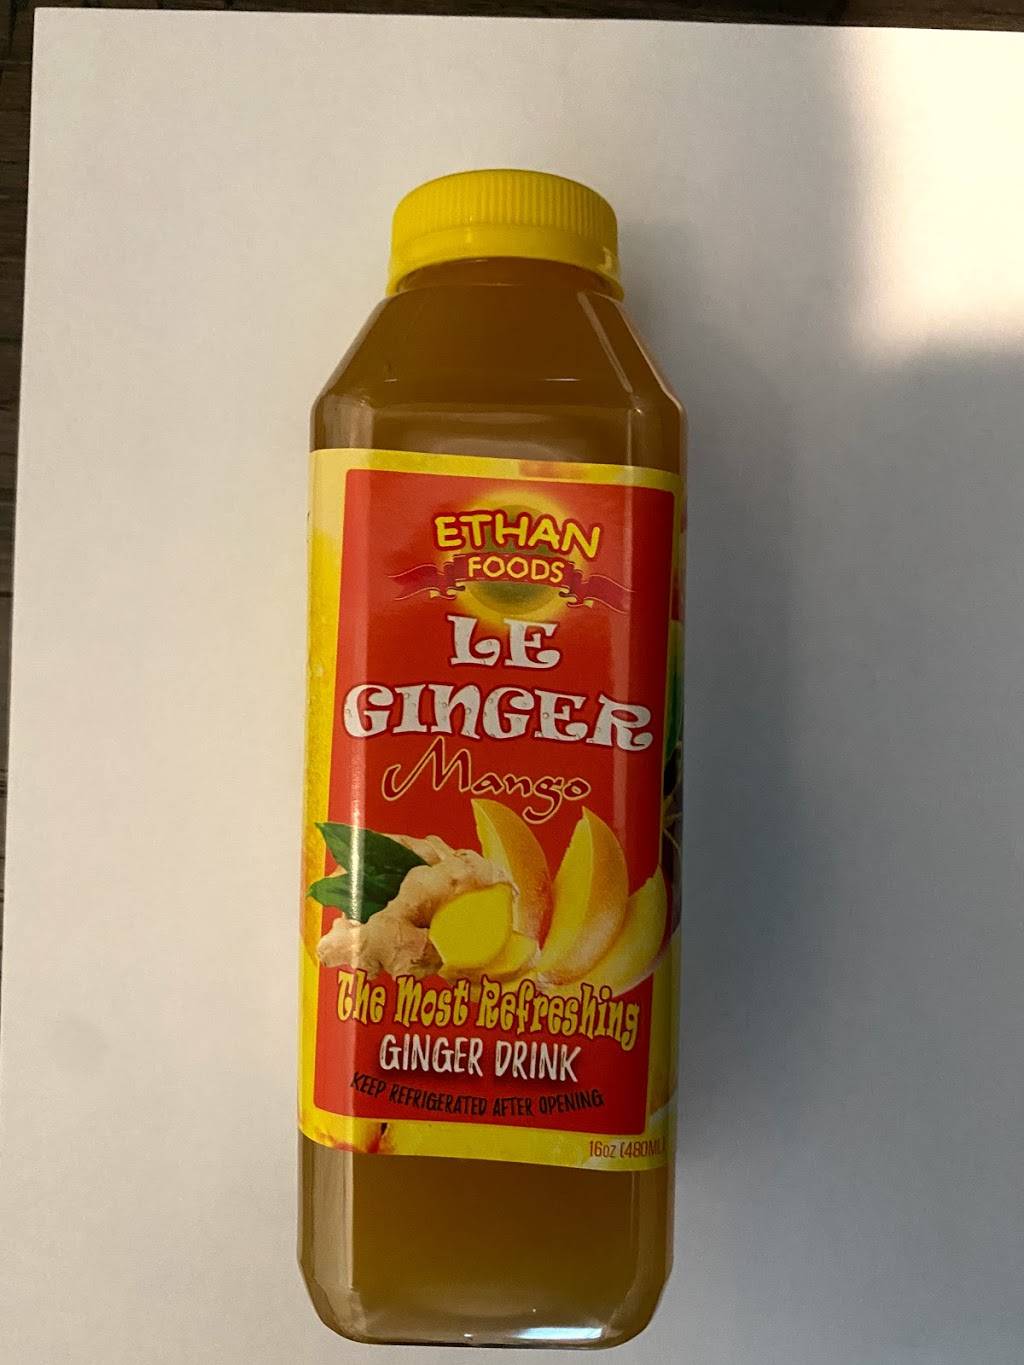 ETHAN
FOODS
LE
GINGER
Mango
The Most Refreshing
GINGER DRINK
KEEP REFRIGERATED AFTER OPENING
16oz (480ML)